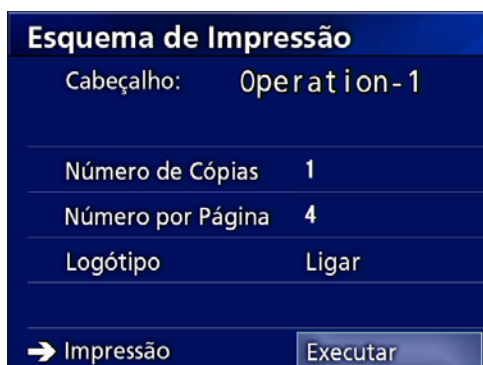 Esquema de Impressão
Cabeçalho: Operation-1
Número de Cópias 1
Número por Página 4
Logótipo Ligar
Impressão Executar